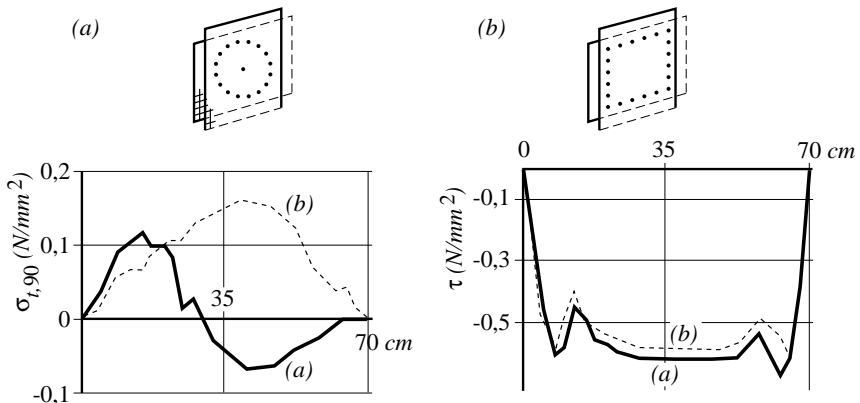 (a)
(b)
0 35 70 cm
0,2
0,1
0
-0,1
σt,90 (N/mm²)
(b)
35
(a)
70 cm
-0,1
-0,3
-0,5
τ (N/mm²)
(b)
(a)